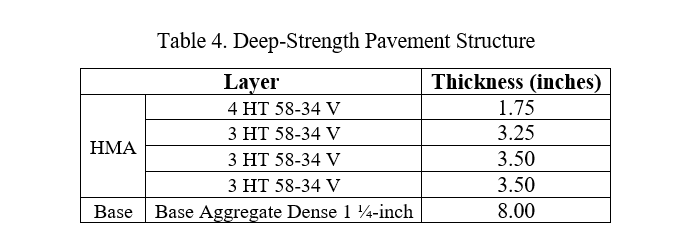 Table 4. Deep-Strength Pavement Structure
Layer Thickness (inches)
HMA
4 HT 58-34 V 1.75
3 HT 58-34 V 3.25
3 HT 58-34 V 3.50
3 HT 58-34 V 3.50
Base Base Aggregate Dense 1 ¼-inch 8.00